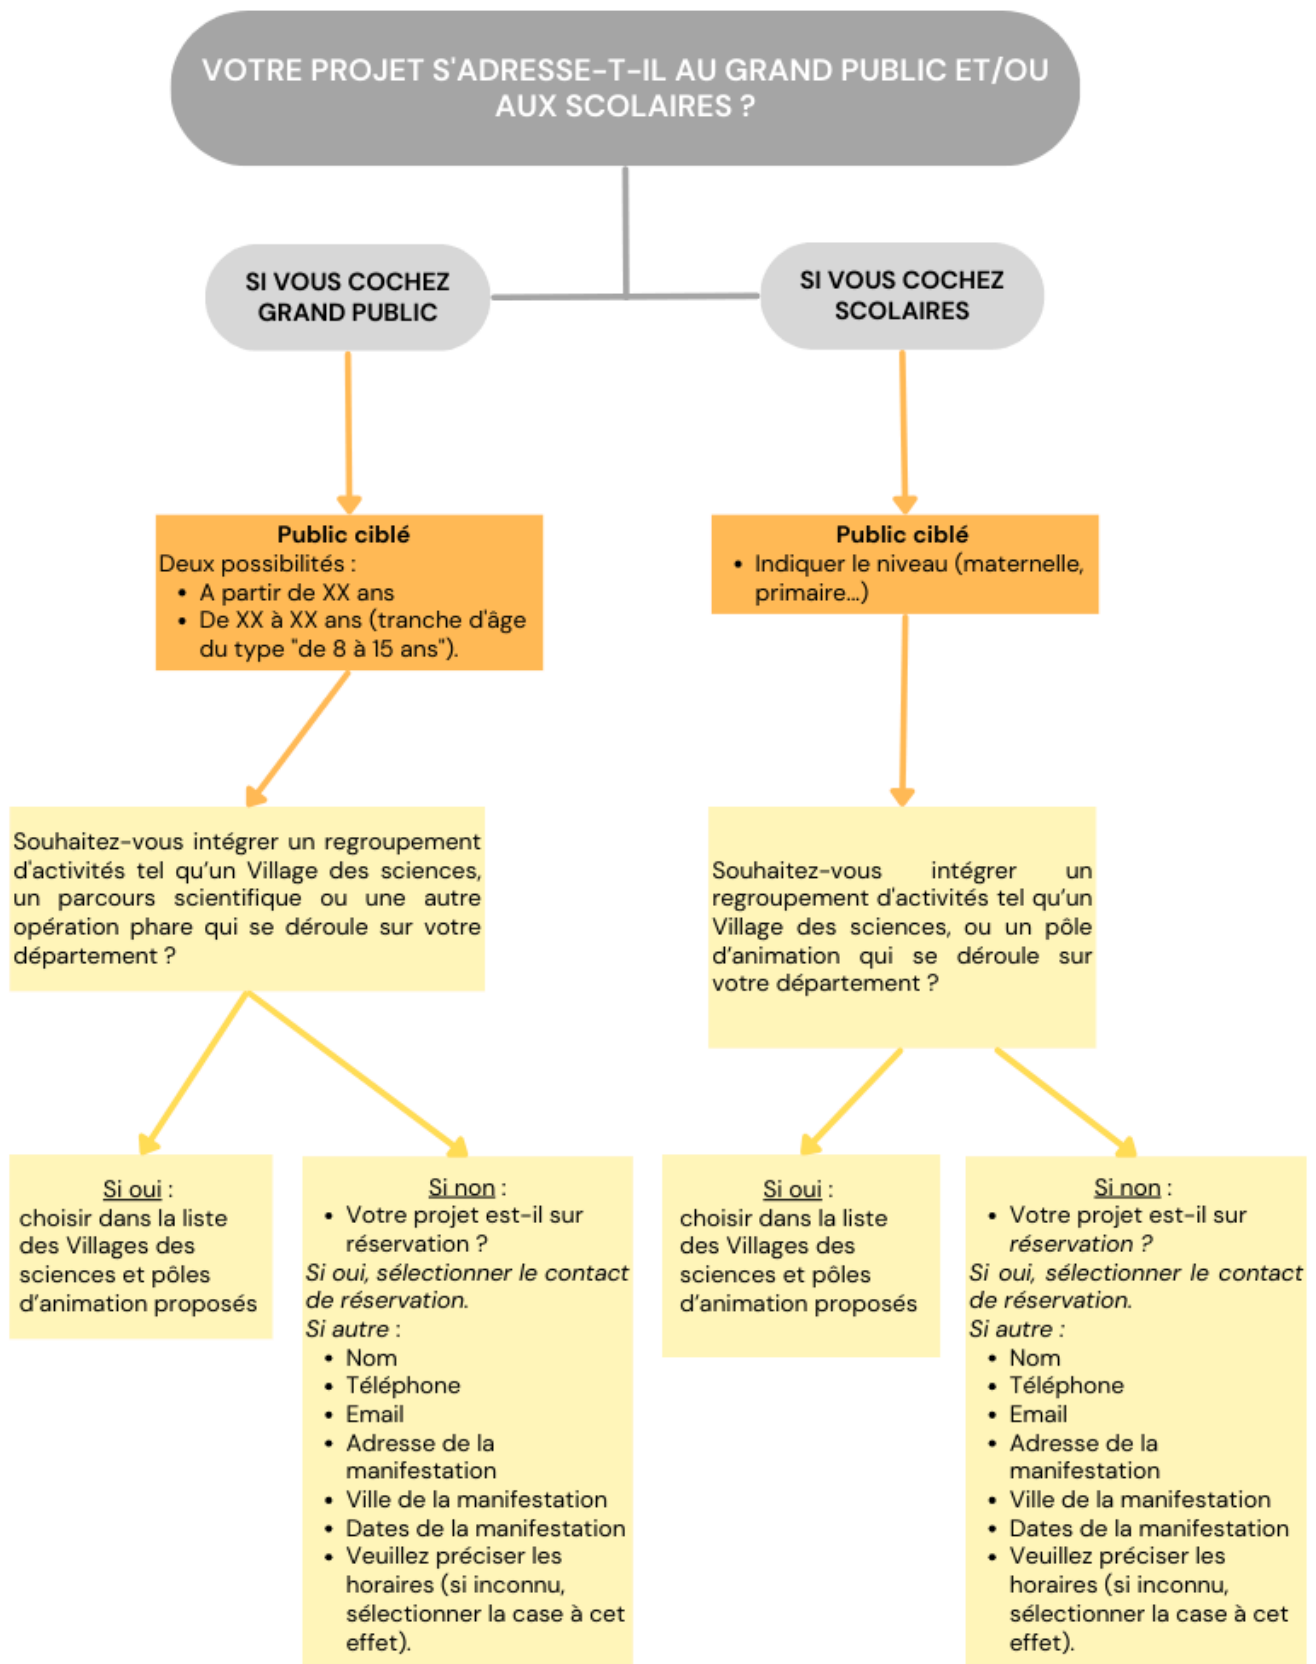 VOTRE PROJET S'ADRESSE-T-IL AU GRAND PUBLIC ET/OU
AUX SCOLAIRES ?
SI VOUS COCHEZ
GRAND PUBLIC
SI VOUS COCHEZ
SCOLAIRES
Public ciblé
Deux possibilités :
• A partir de XX ans
• De XX à XX ans (tranche d'âge
du type "de 8 à 15 ans").
Public ciblé
• Indiquer le niveau (maternelle,
primaire...)
Souhaitez-vous intégrer un regroupement
d'activités tel qu'un Village des sciences,
un parcours scientifique ou une autre
opération phare qui se déroule sur votre
département ?
Souhaitez-vous intégrer un
regroupement d'activités tel qu'un
Village des sciences, ou un pôle
d'animation qui se déroule sur
votre département ?
Si oui :
choisir dans la liste
des Villages des
sciences et pôles
d'animation proposés
Si non :
• Votre projet est-il sur
réservation ?
Si oui, sélectionner le contact
de réservation.
Si autre :
• Nom
• Téléphone
• Email
• Adresse de la
manifestation
• Ville de la manifestation
• Dates de la manifestation
• Veuillez préciser les
horaires (si inconnu,
sélectionner la case à cet
effet).
Si oui :
choisir dans la liste
des Villages des
sciences et pôles
d'animation proposés
Si non :
• Votre projet est-il sur
réservation ?
Si oui, sélectionner le contact
de réservation.
Si autre :
• Nom
• Téléphone
• Email
• Adresse de la
manifestation
• Ville de la manifestation
• Dates de la manifestation
• Veuillez préciser les
horaires (si inconnu,
sélectionner la case à cet
effet).